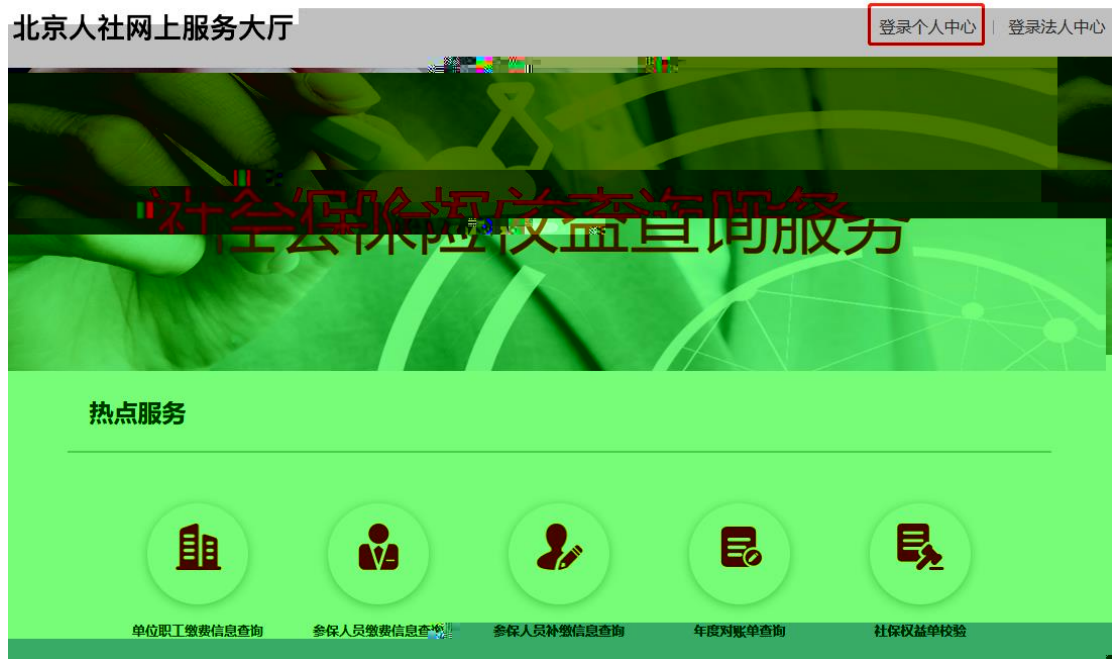 北京人社网上服务大厅
登录个人中心 | 登录法人中心
社会保险权益查询服务
热点服务
单位职工缴费信息查询 参保人员缴费信息查询 参保人员补缴信息查询 年度对账单查询 社保权益单校验